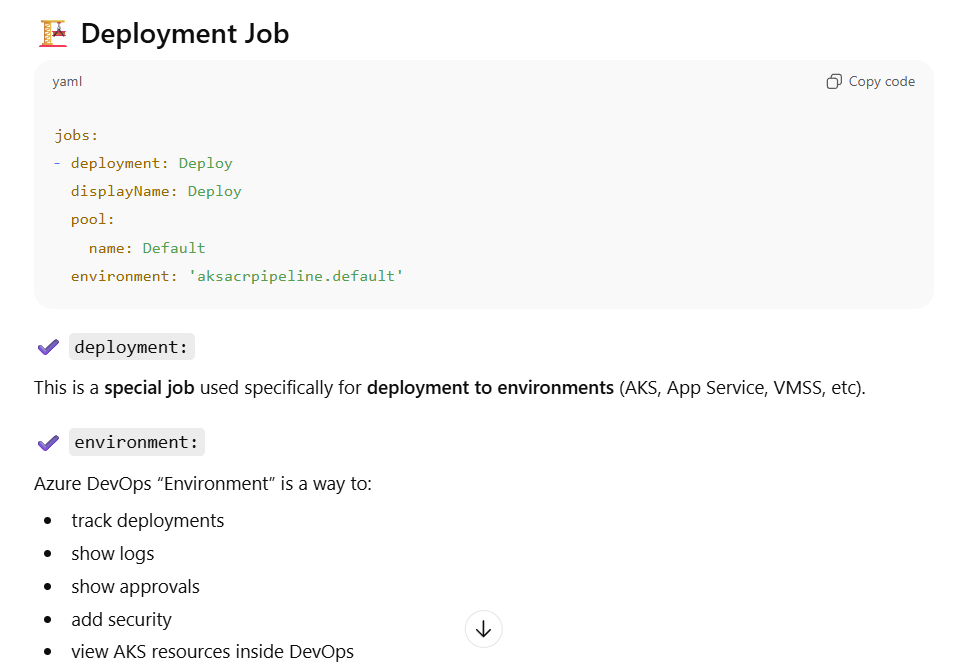 Deployment Job
yaml
Copy code
jobs:
- deployment: Deploy
  displayName: Deploy
  pool:
    name: Default
  environment: 'aksacrpipeline.default'
deployment:
This is a special job used specifically for deployment to environments (AKS, App Service, VMSS, etc).
environment:
Azure DevOps “Environment” is a way to:
• track deployments
• show logs
• show approvals
• add security
• view AKS resources inside DevOps